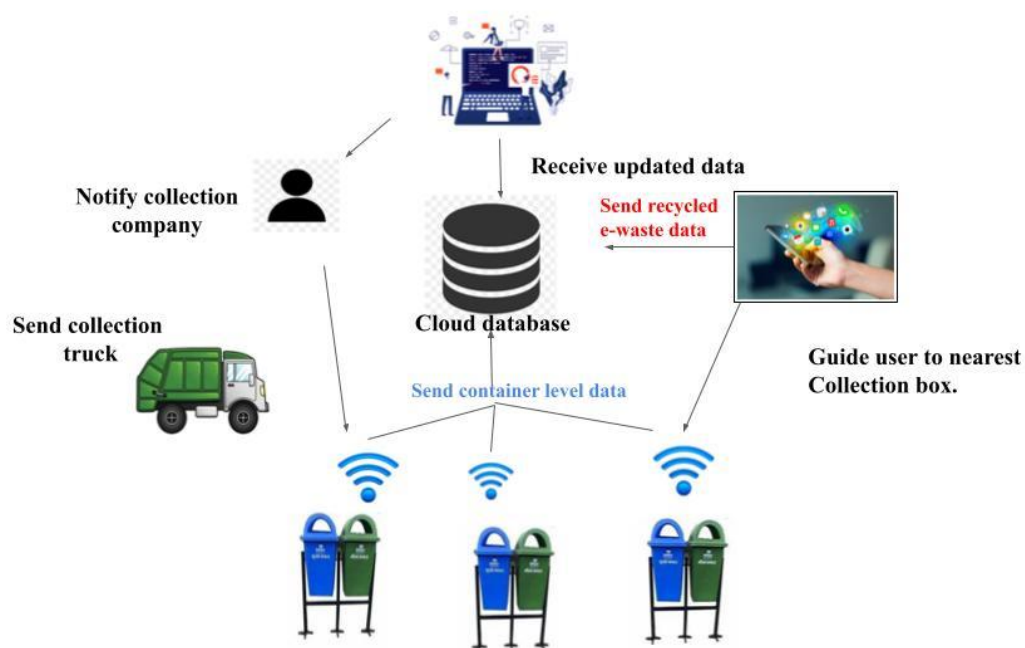 Receive updated data
Notify collection
company
Send recycled
e-waste data
Cloud database
Send collection
truck
Guide user to nearest
Collection box.
Send container level data